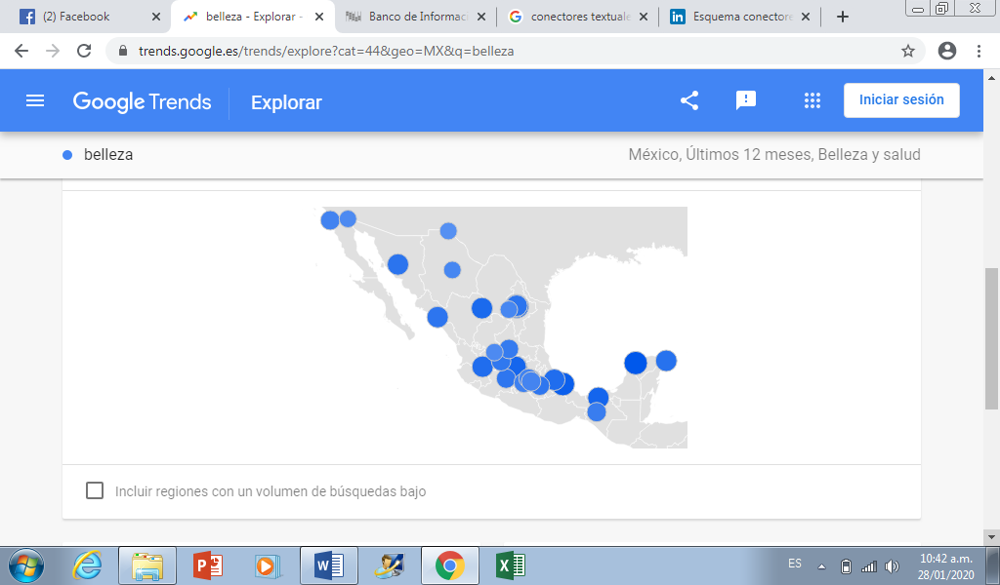 (2) Facebook
belleza - Explorar -
Banco de Informac
conectores textuale
Esquema conectore
trends.google.es/trends/explore?cat=44&geo=MX&q=belleza
Google Trends
Explorar
Iniciar sesión
belleza
México, Últimos 12 meses, Belleza y salud
Incluir regiones con un volumen de búsquedas bajo
ES
10:42 a.m.
28/01/2020